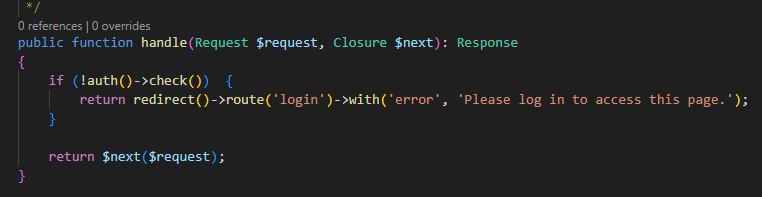 */
0 references | 0 overrides
public function handle(Request $request, Closure $next): Response
{
    if (!auth()->check())  {
        return redirect()->route('login')->with('error', 'Please log in to access this page.');
    }

    return $next($request);
}